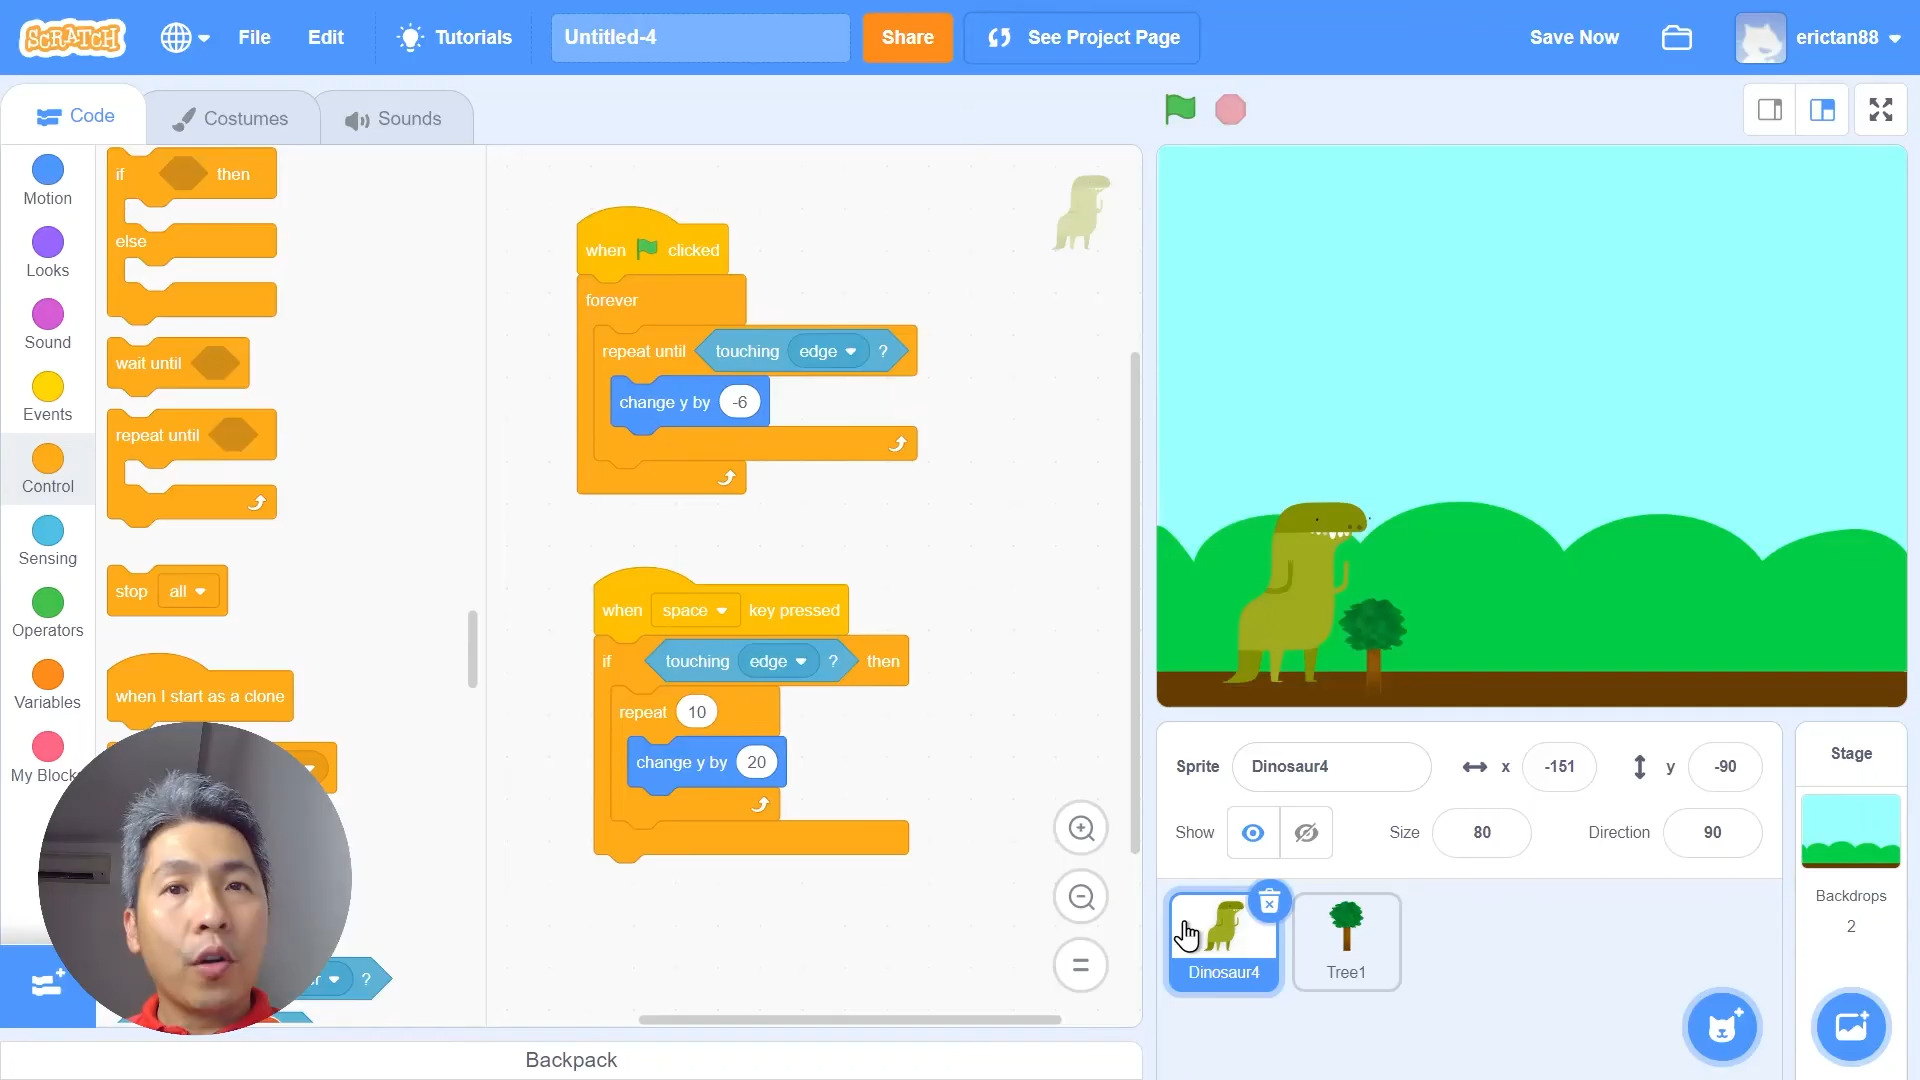 SCRATCH
File
Edit
Tutorials
Untitled-4
Share
See Project Page
Save Now
erictan88
Code
Costumes
Sounds
Motion
Looks
Sound
Events
Control
Sensing
Operators
Variables
My Block
if then
else
wait until
repeat until
stop all
when I start as a clone
?
when clicked
forever
repeat until touching edge ?
change y by -6
when space key pressed
if touching edge ? then
repeat 10
change y by 20
Sprite Dinosaur4 x -151 y -90
Show Size 80 Direction 90
Dinosaur4
Tree1
Stage
Backdrops
2
Backpack